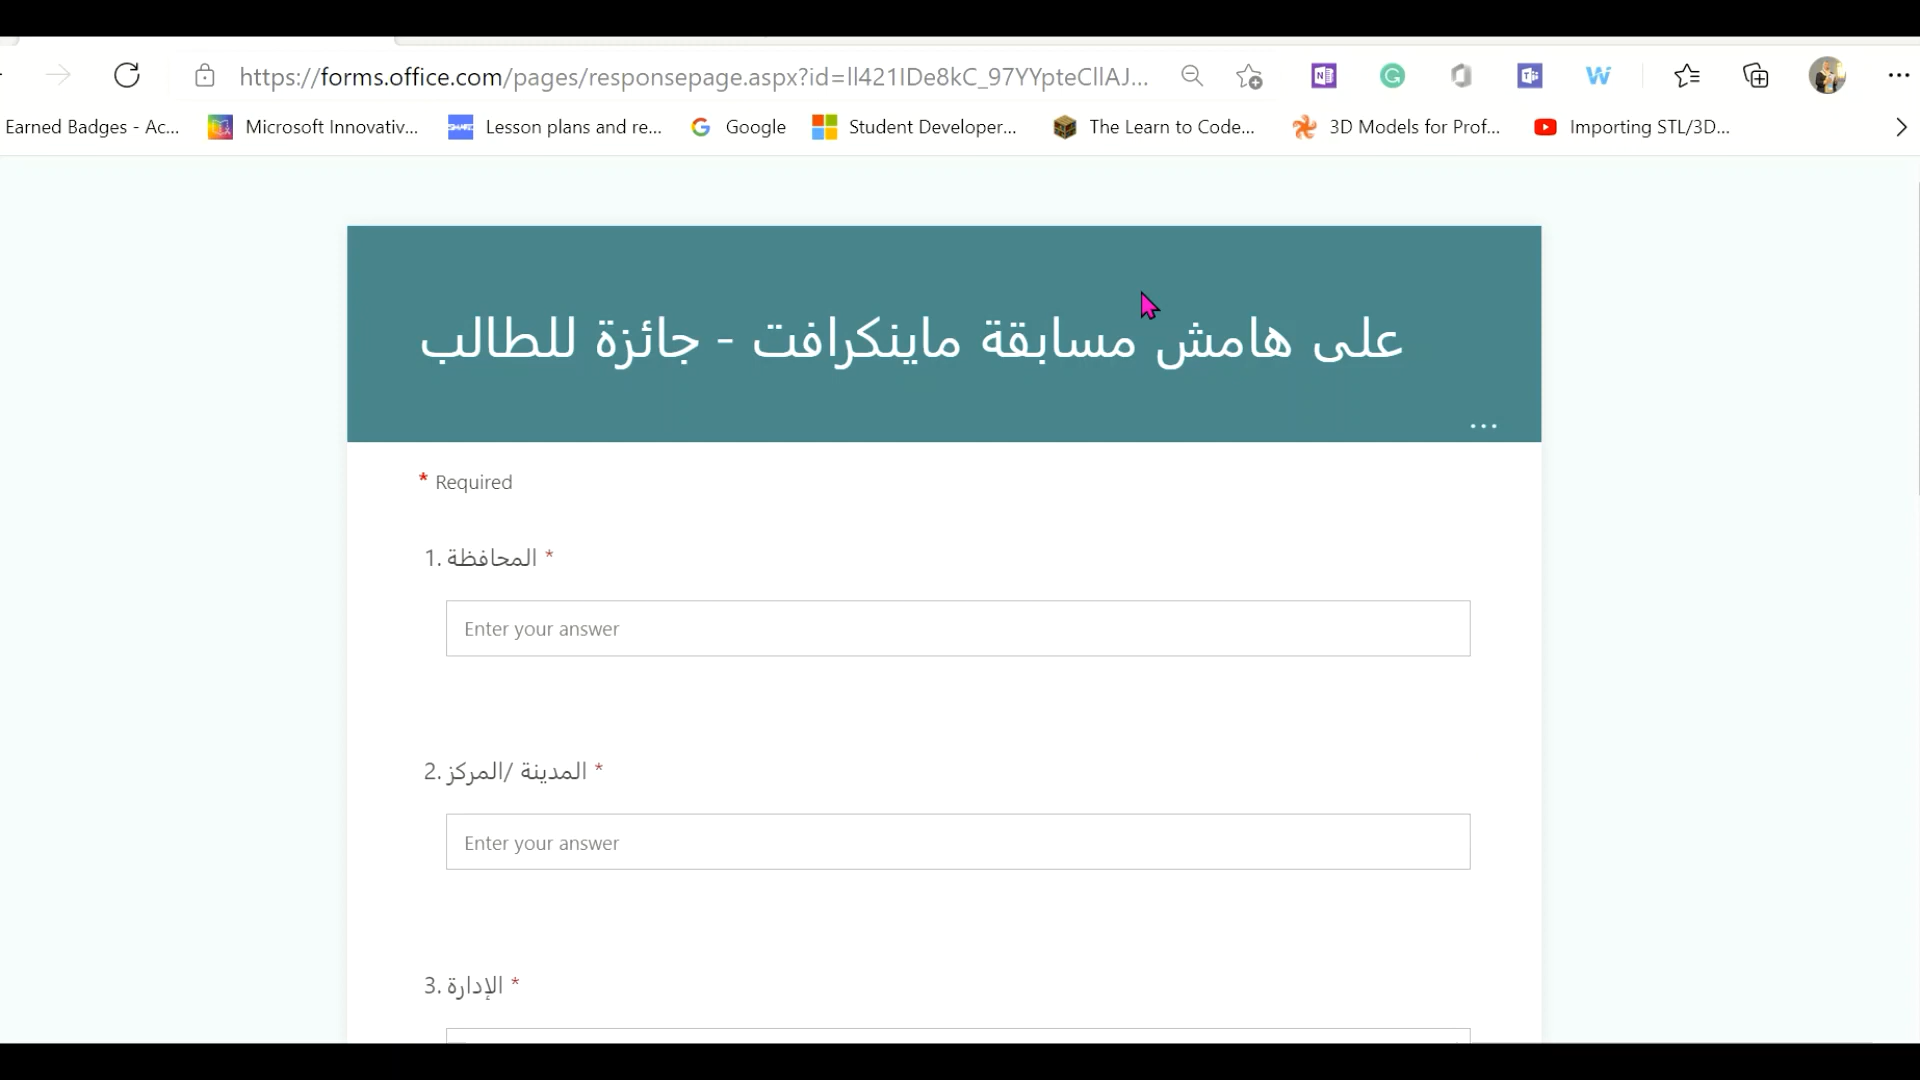 https://forms.office.com/pages/responsepage.aspx?id=ll421IDe8kC_97YYpteCllAJ...
Earned Badges - Ac... Microsoft Innovativ... Lesson plans and re... Google Student Developer... The Learn to Code... 3D Models for Prof... Importing STL/3D...
على هامش مسابقة ماينكرافت - جائزة للطالب
...
* Required
1. المحافظة *
Enter your answer
2. المدينة /المركز *
Enter your answer
3. الإدارة *